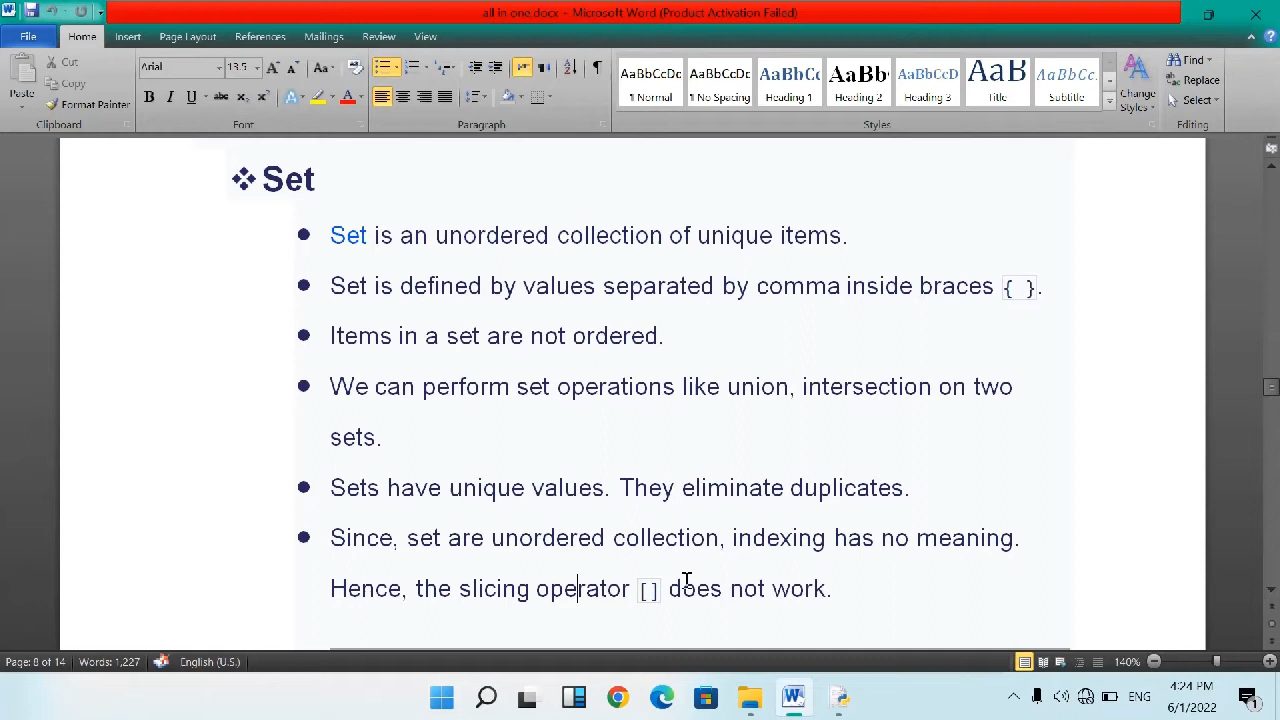 all in one.docx - Microsoft Word (Product Activation Failed)
File Home Insert Page Layout References Mailings Review View
Paste Cut Copy Format Painter
Arial 13.5 Aa
B I U abc x₂ x² A A
AaBbCcDc AaBbCcDc AaBbCc AaBbCc AaBbCcD AaB AaBbCc.
¶ Normal ¶ No Spacing Heading 1 Heading 2 Heading 3 Title Subtitle
Change Styles
Find Replace Select
Clipboard Font Paragraph Styles Editing
❖ Set
● Set is an unordered collection of unique items.
● Set is defined by values separated by comma inside braces { }.
● Items in a set are not ordered.
● We can perform set operations like union, intersection on two
sets.
● Sets have unique values. They eliminate duplicates.
● Since, set are unordered collection, indexing has no meaning.
Hence, the slicing operator [] does not work.
Page: 8 of 14 Words: 1,227 English (U.S.) 140%
ENG 4:24 PM
6/1/2022